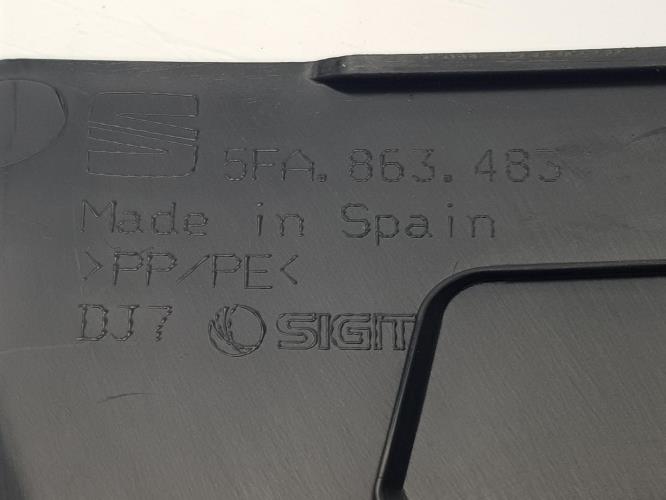 5FA.863.483
Made in Spain
>PP/PE<
DJ7 SIGIT